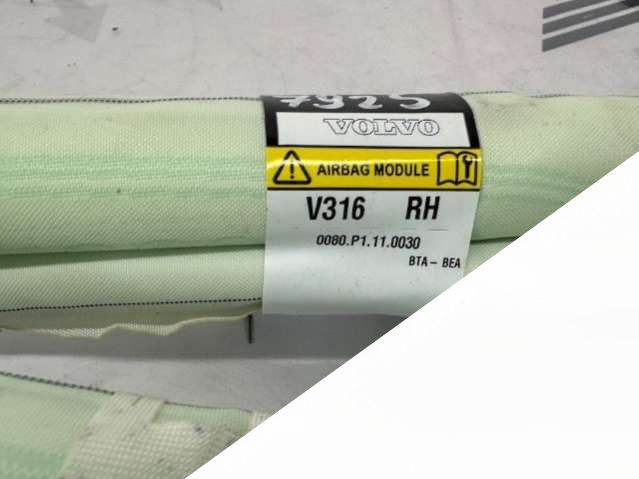 7925
VOLVO
AIRBAG MODULE
V316 RH
0080.P1.11.0030
BTA - BEA